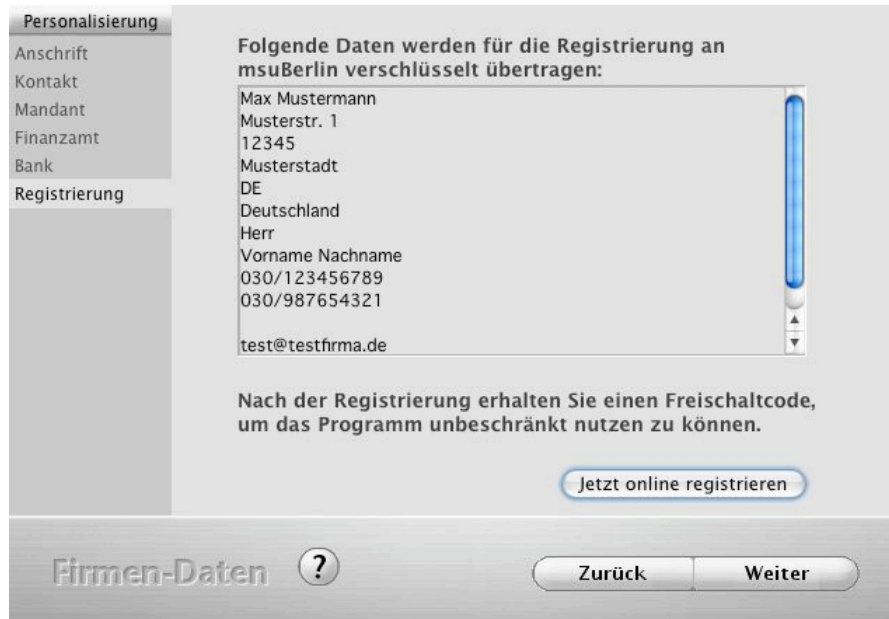 Personalisierung
Anschrift
Kontakt
Mandant
Finanzamt
Bank
Registrierung
Folgende Daten werden für die Registrierung an
msuBerlin verschlüsselt übertragen:
Max Mustermann
Musterstr. 1
12345
Musterstadt
DE
Deutschland
Herr
Vorname Nachname
030/123456789
030/987654321
test@testfirma.de
Nach der Registrierung erhalten Sie einen Freischaltcode,
um das Programm unbeschränkt nutzen zu können.
Jetzt online registrieren
Firmen-Daten ? Zurück Weiter